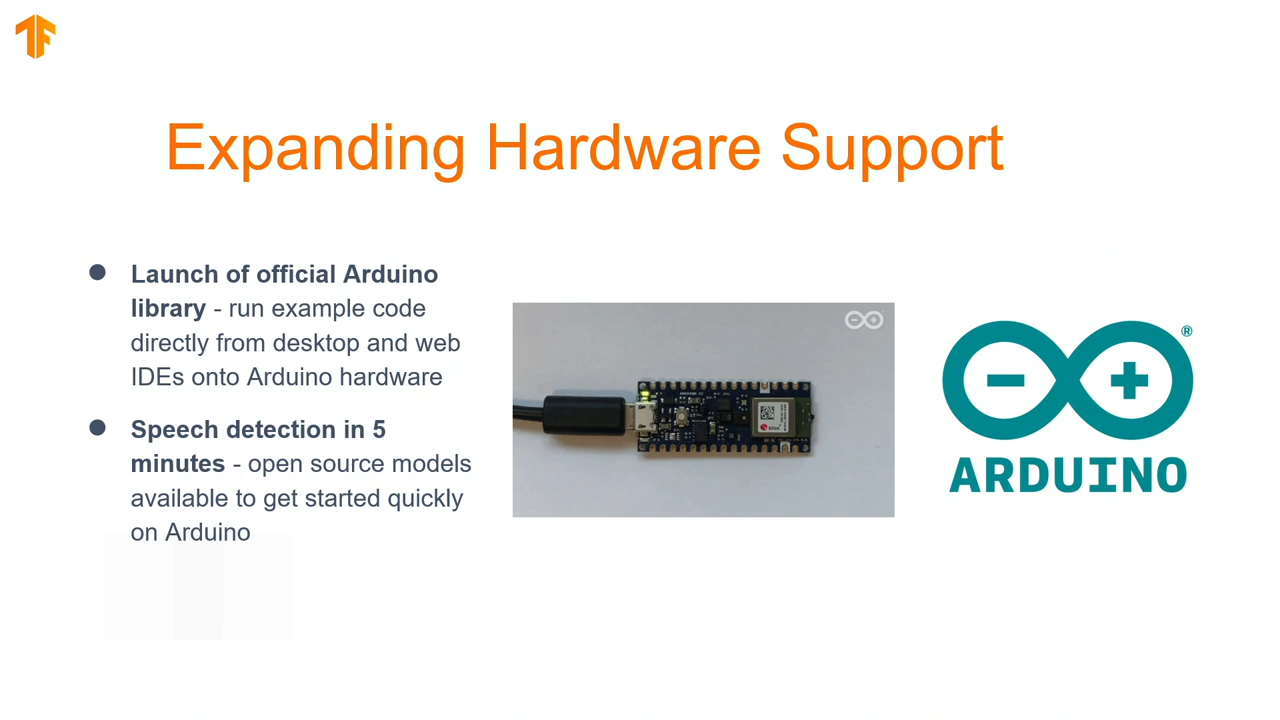 Expanding Hardware Support
Launch of official Arduino
library - run example code
directly from desktop and web
IDEs onto Arduino hardware
Speech detection in 5
minutes - open source models
available to get started quickly
on Arduino
ARDUINO